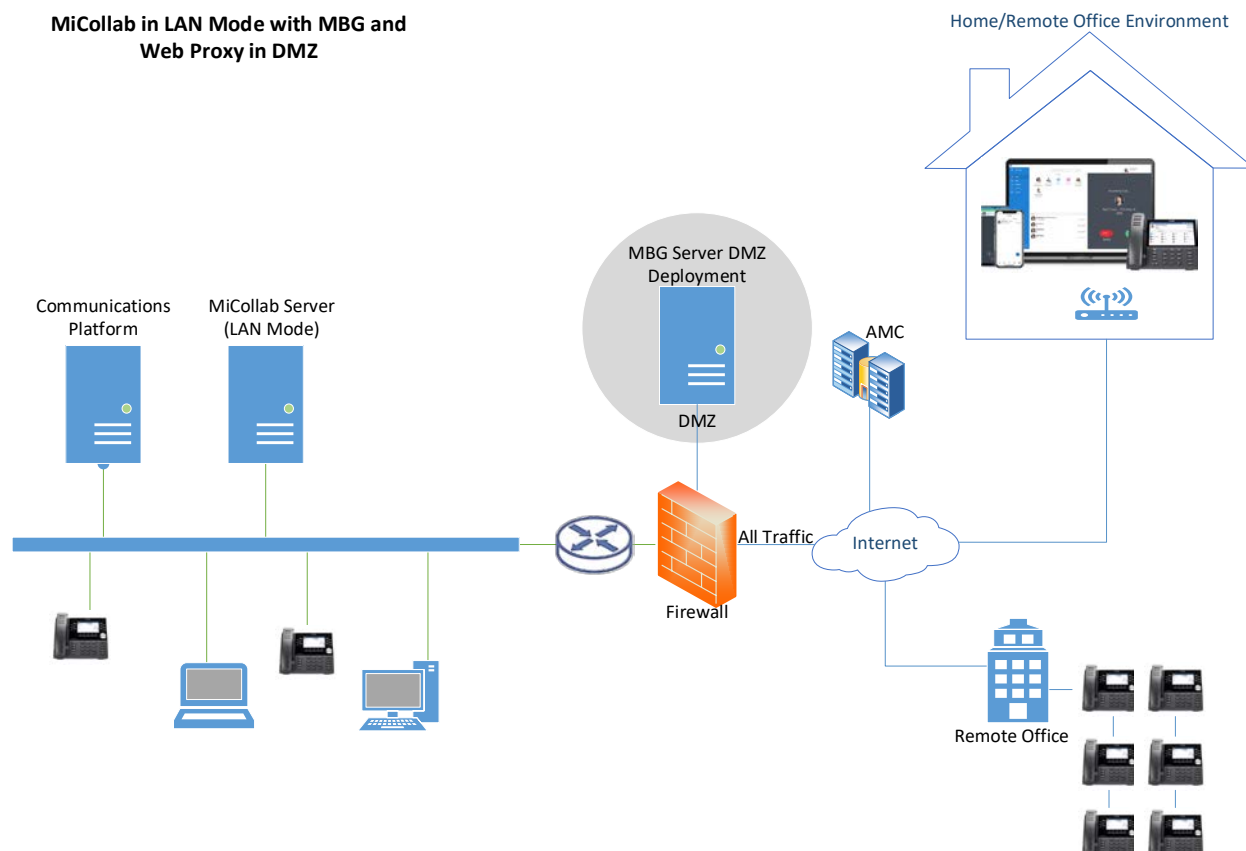 MiCollab in LAN Mode with MBG and
Web Proxy in DMZ
Home/Remote Office Environment
MBG Server DMZ
Deployment
Communications
Platform
MiCollab Server
(LAN Mode)
AMC
DMZ
All Traffic
Internet
Firewall
Remote Office